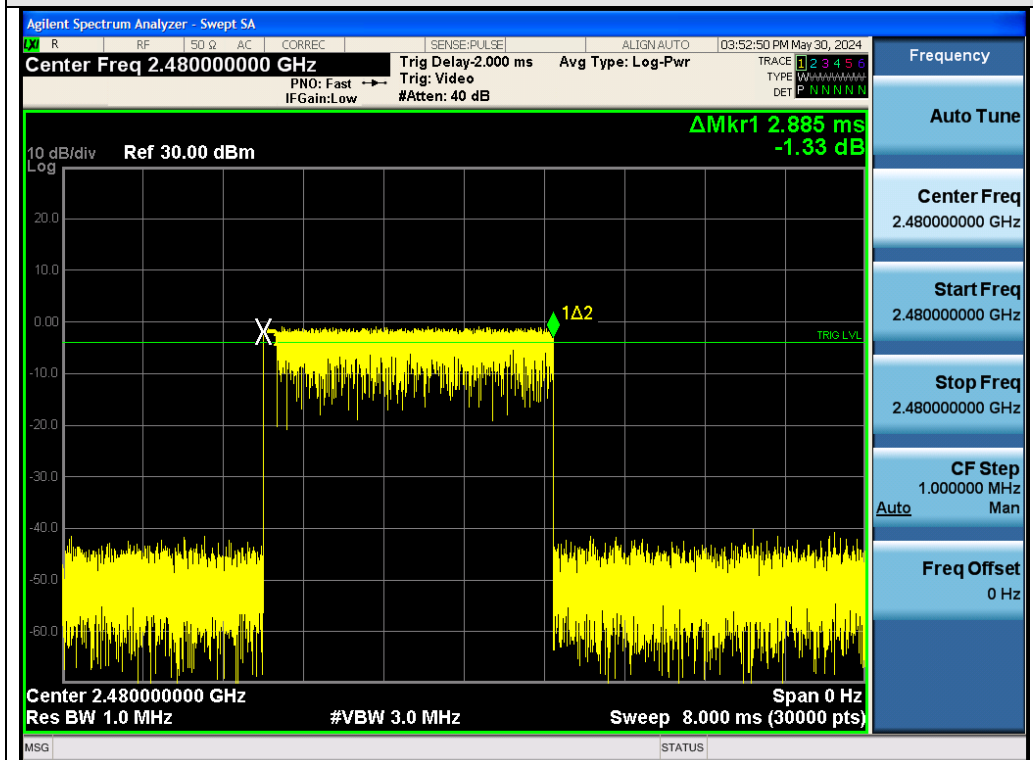 Agilent Spectrum Analyzer - Swept SA
LXI R RF 50 Ω AC CORREC SENSE:PULSE ALIGN AUTO 03:52:50 PM May 30, 2024
Center Freq 2.480000000 GHz
PNO: Fast
IFGain:Low
Trig Delay-2.000 ms
Trig: Video
#Atten: 40 dB
Avg Type: Log-Pwr
TRACE 1 2 3 4 5 6
TYPE W
DET P N N N N N
ΔMkr1 2.885 ms
-1.33 dB
10 dB/div Ref 30.00 dBm
Log
20.0
10.0
0.00
-10.0
-20.0
-30.0
-40.0
-50.0
-60.0
1Δ2
TRIG LVL
Center 2.480000000 GHz Span 0 Hz
Res BW 1.0 MHz #VBW 3.0 MHz Sweep 8.000 ms (30000 pts)
MSG STATUS
Frequency
Auto Tune
Center Freq
2.480000000 GHz
Start Freq
2.480000000 GHz
Stop Freq
2.480000000 GHz
CF Step
1.000000 MHz
Auto Man
Freq Offset
0 Hz